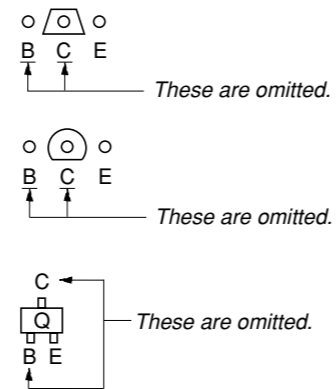 B C E
These are omitted.
B C E
These are omitted.
C
Q
These are omitted.
B E